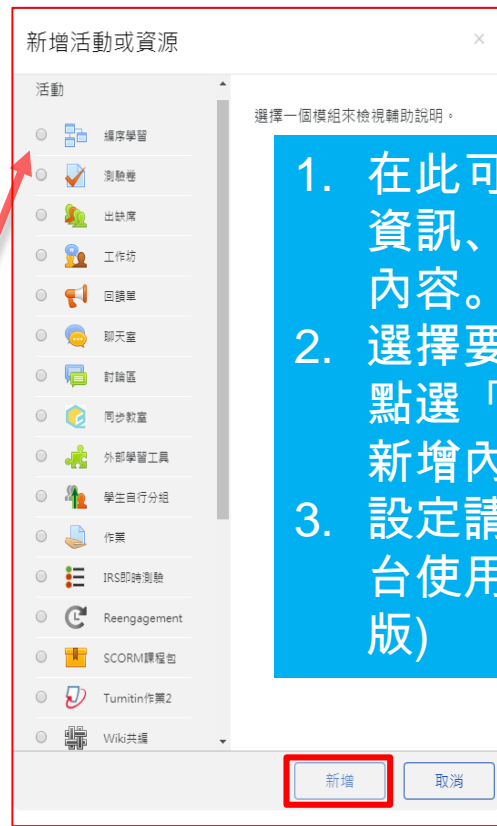 新增活動或資源 ×
活動
選擇一個模組來檢視輔助說明。
編序學習
測驗卷
出缺席
工作坊
回饋單
聊天室
討論區
同步教室
外部學習工具
學生自行分組
作業
IRS即時測驗
Reengagement
SCORM課程包
Turnitin作業2
Wiki共編
1. 在此可
資訊、
內容。
2. 選擇要
點選「
新增內
3. 設定請
台使用
版)
新增
取消